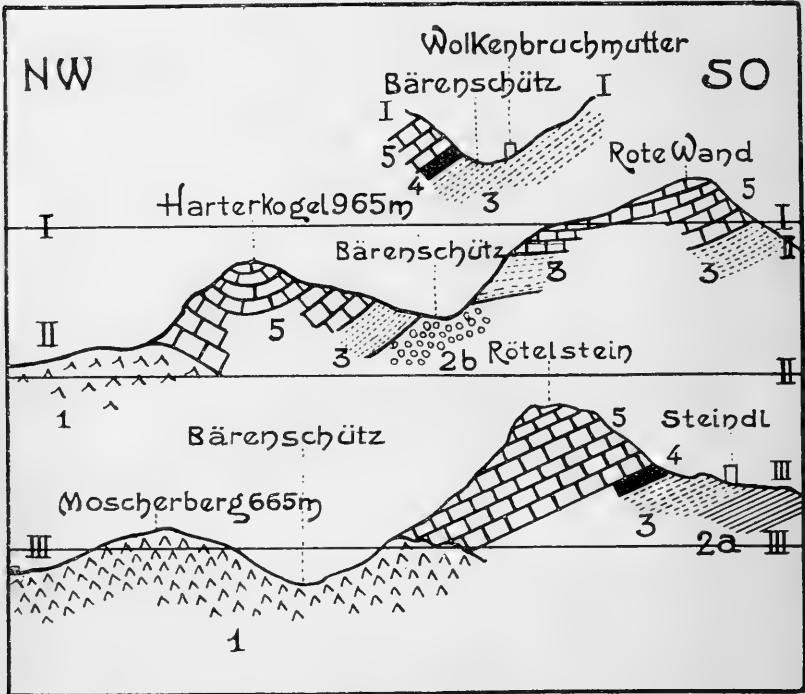 NW
Wolkenbruchmutter
SO
Bärenschütz
I
I
5
4
3
Rote Wand
5
Harterkogel 965m
I
I
II
Bärenschütz
3
3
II
5
3
2b
Rötelstein
II
1
5
Steindl
Bärenschütz
4
III
Moscherberg 665m
3
III
2a
III
1